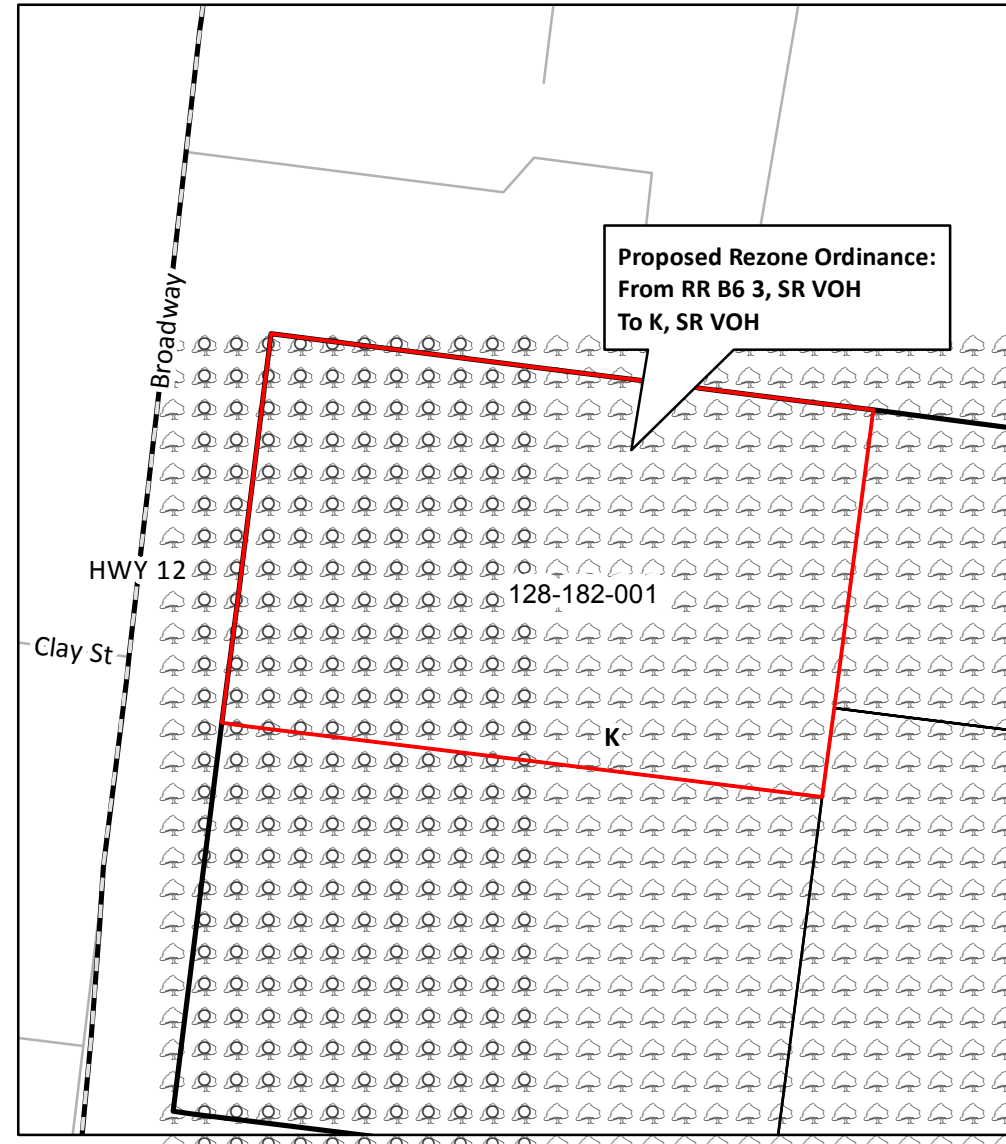 Proposed Rezone Ordinance:
From RR B6 3, SR VOH
To K, SR VOH
Broadway
HWY 12
128-182-001
Clay St
K